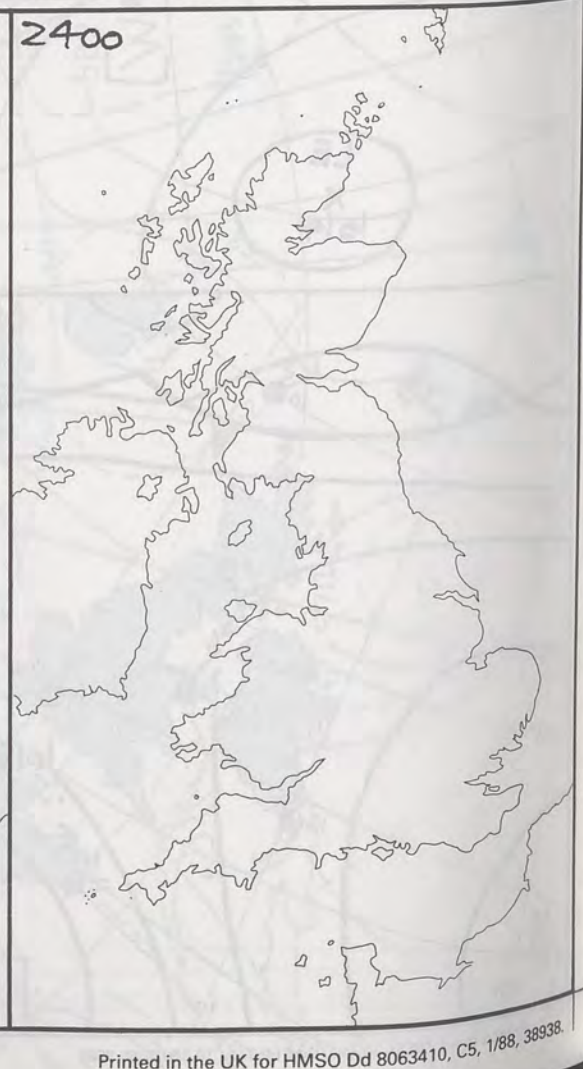 2400
Printed in the UK for HMSO Dd 8063410, C5, 1/88, 38938.